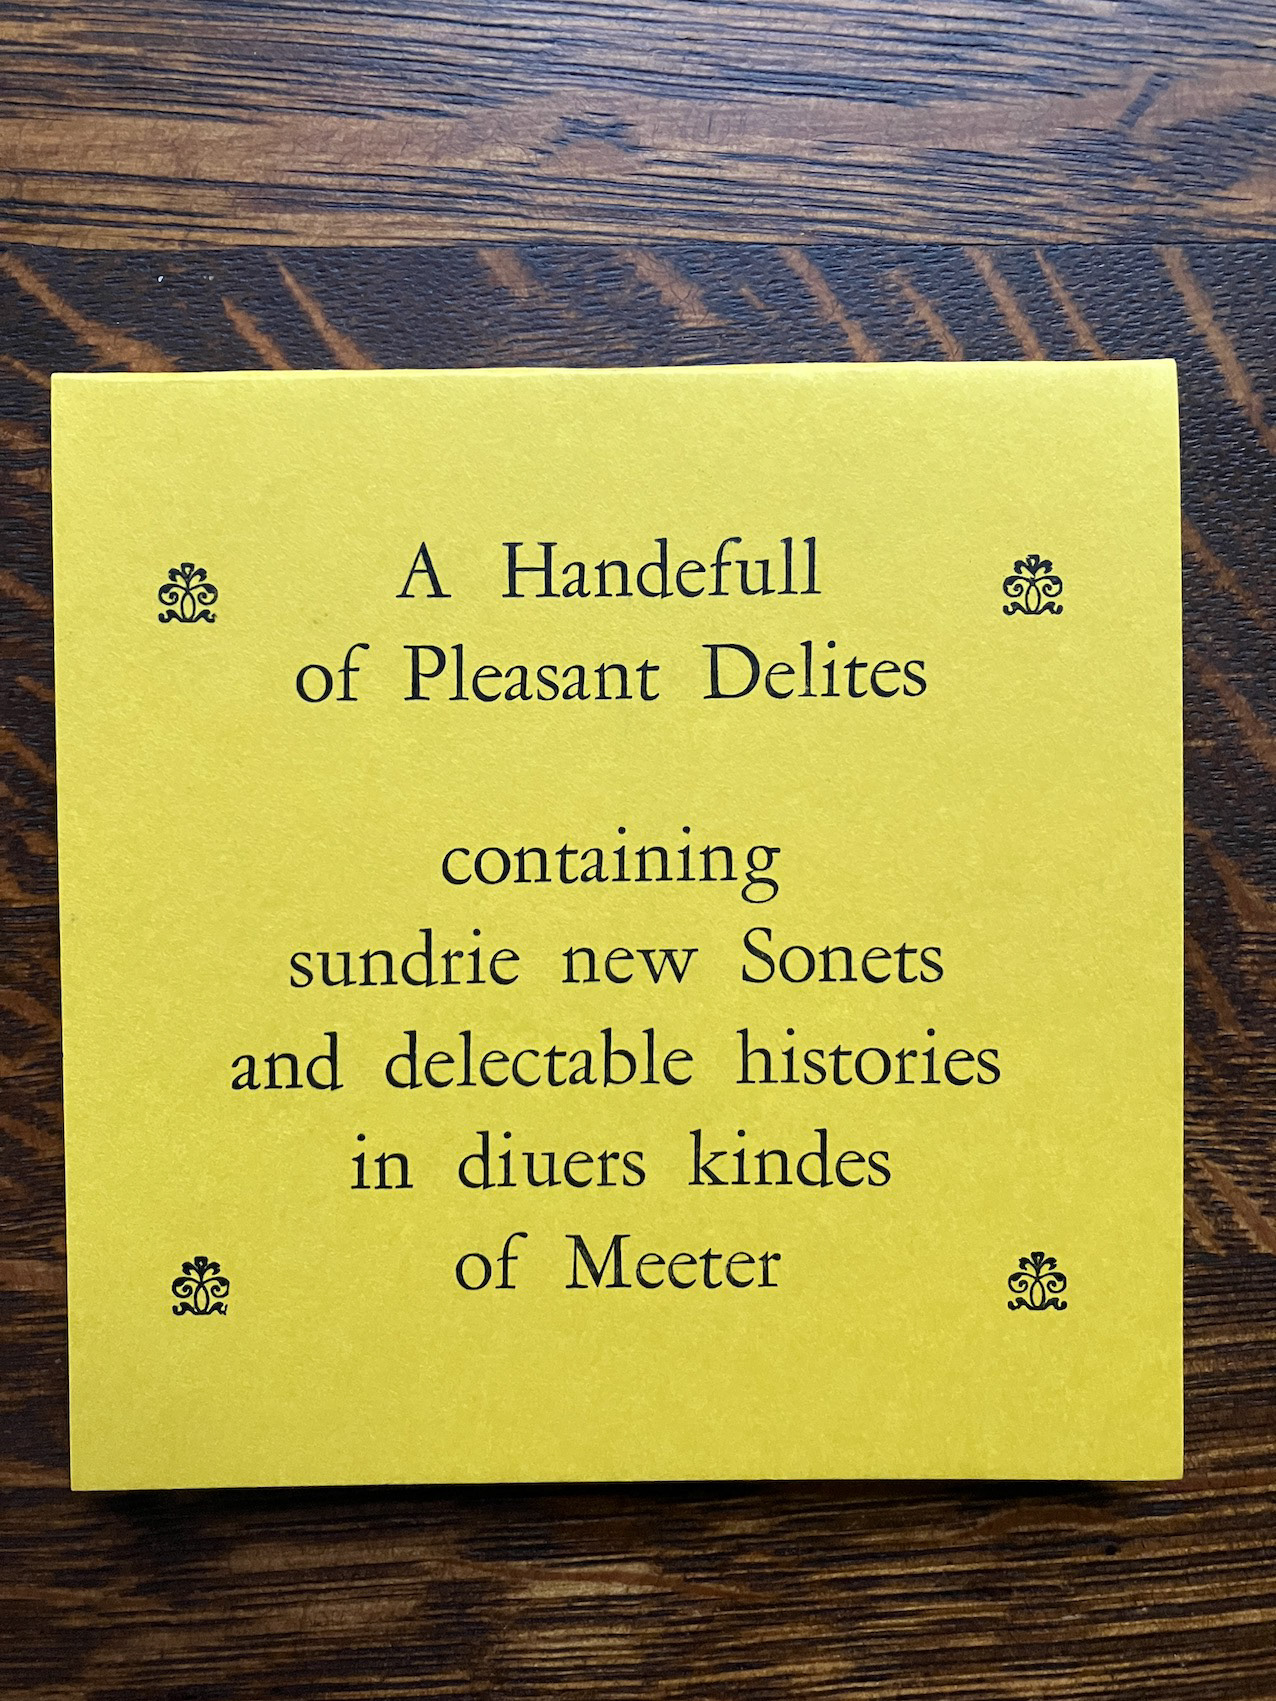 A Handefull
of Pleasant Delites
containing
sundrie new Sonets
and delectable histories
in diuers kindes
of Meeter